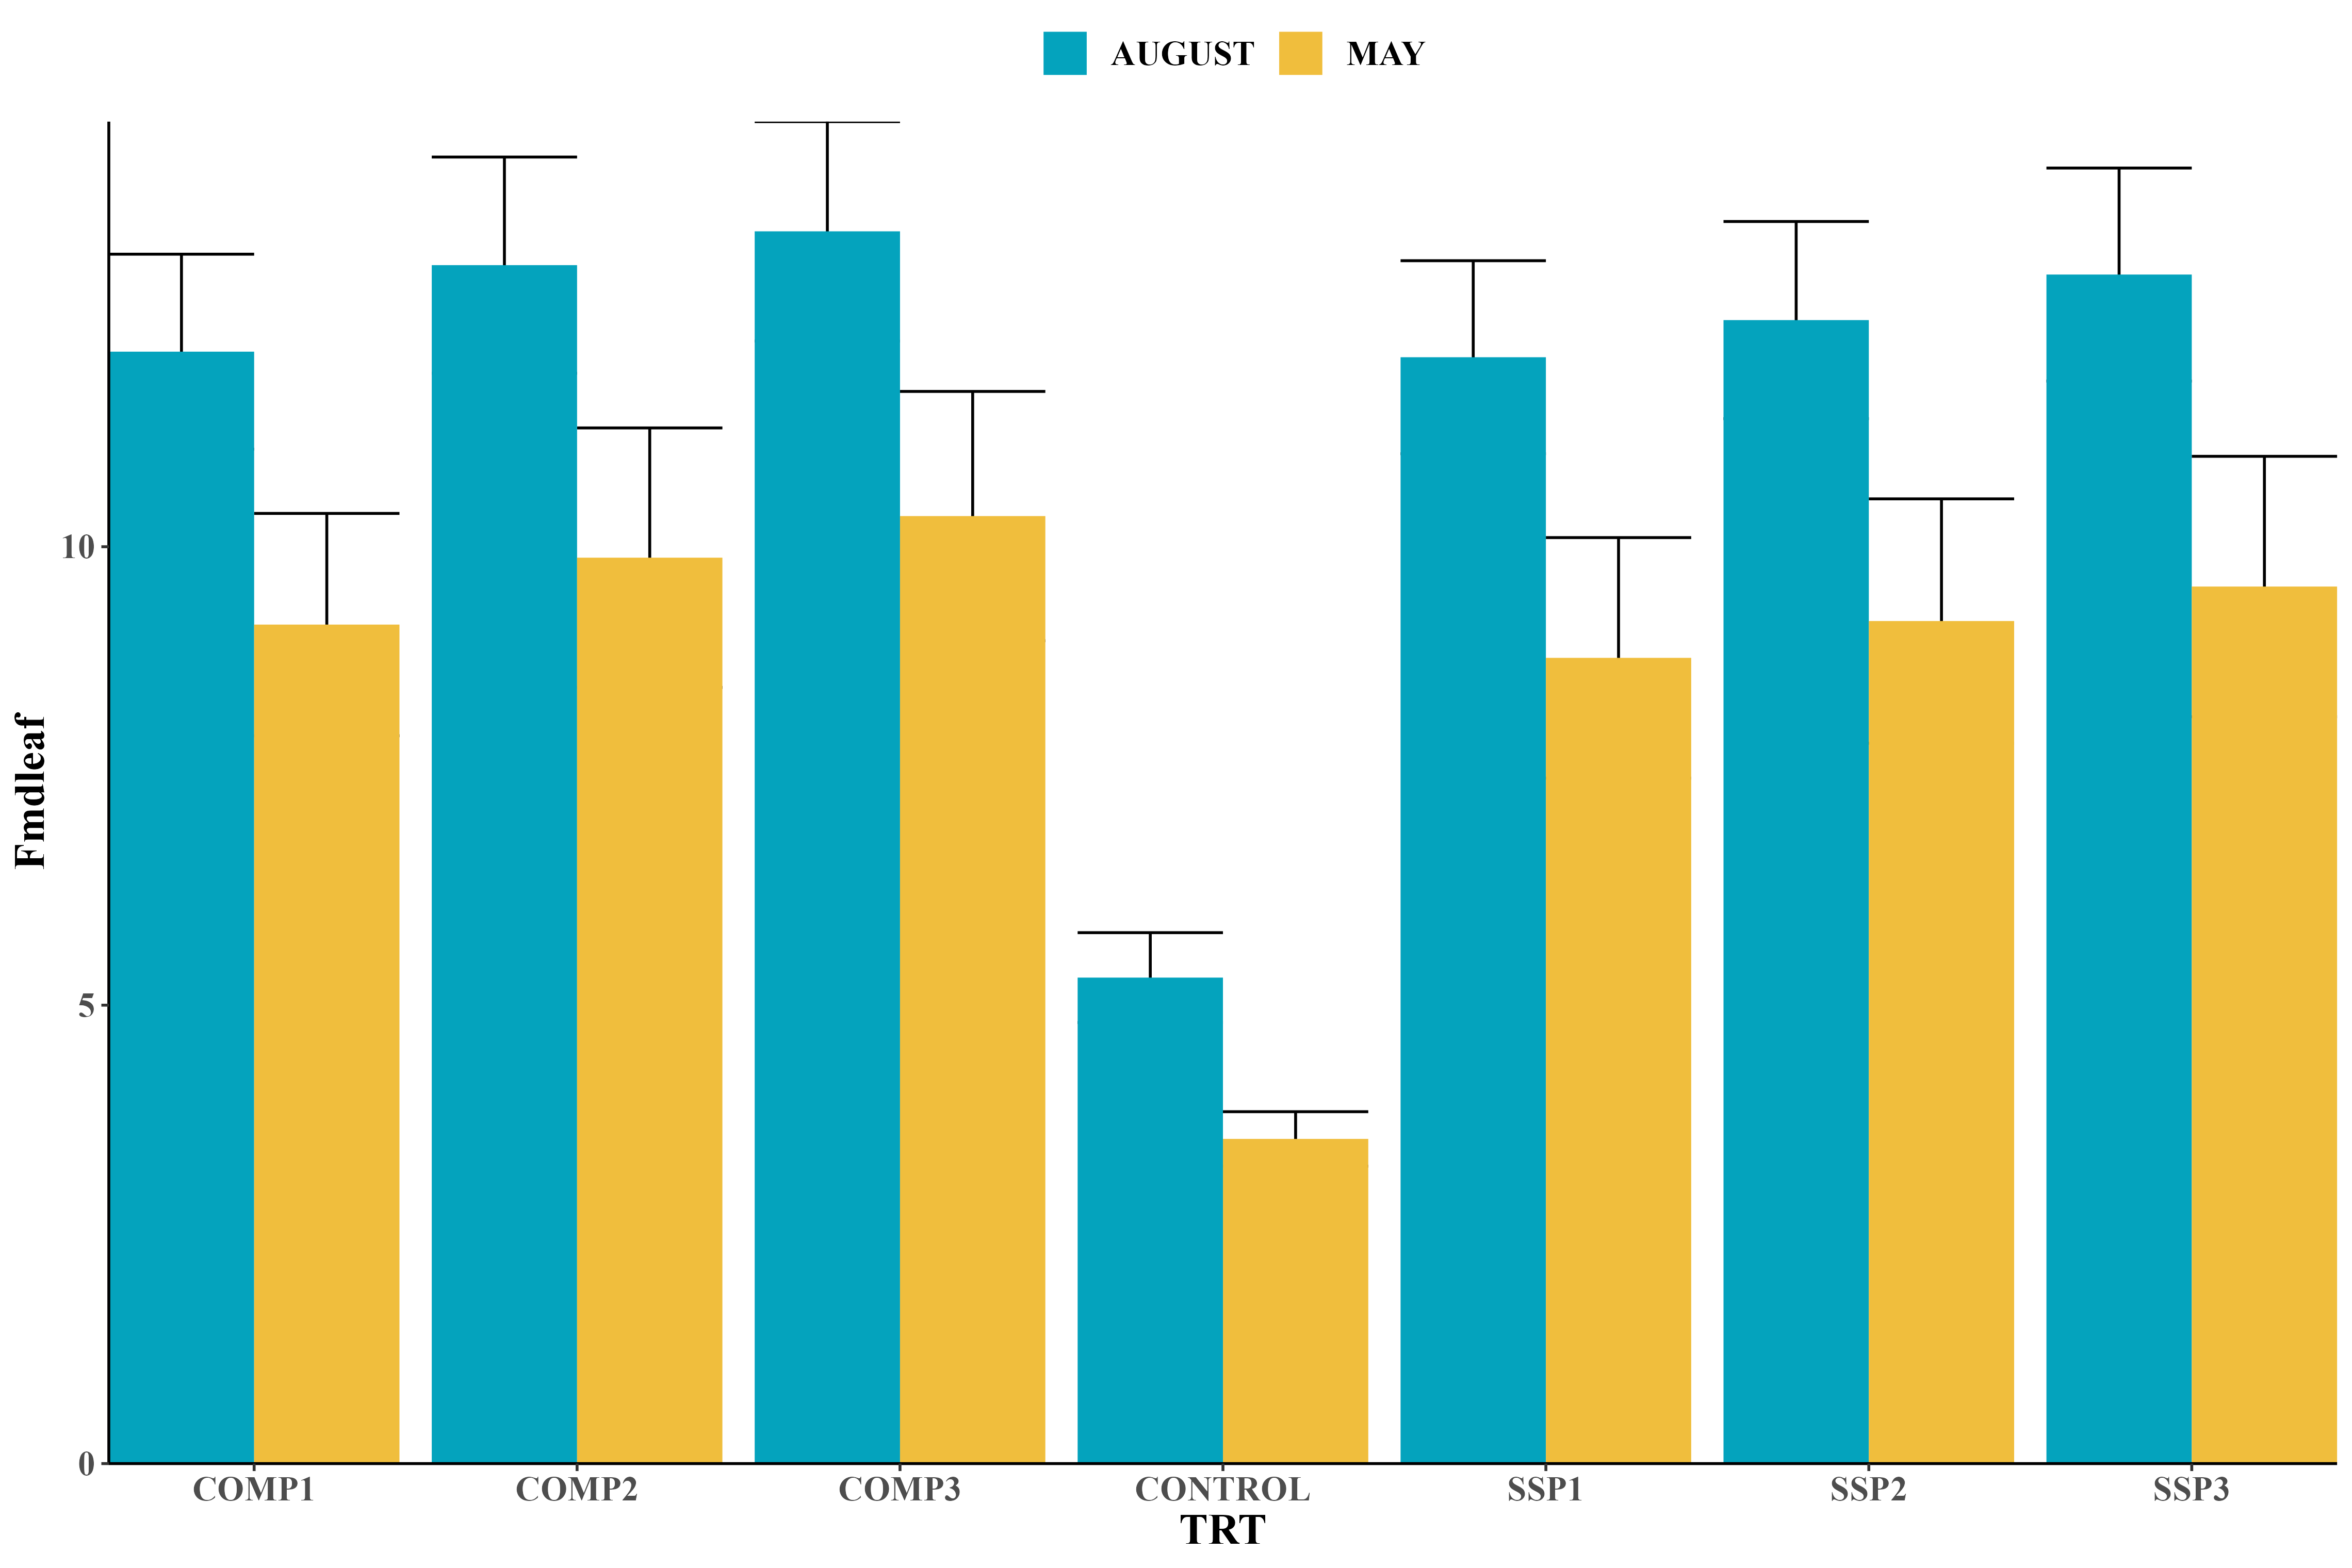 AUGUST MAY
Fmdleaf
10
5
0
COMP1 COMP2 COMP3 CONTROL SSP1 SSP2 SSP3
TRT